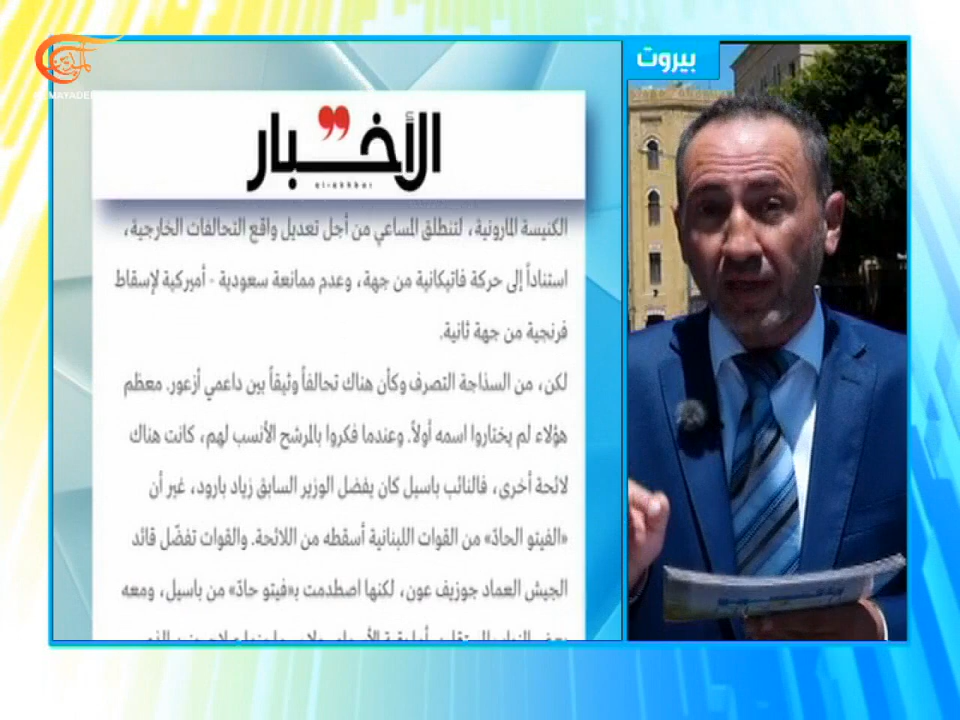 الميادين
MAYADEE
بيروت
الأخبار
al-akhbar
الكنيسة المارونية، لتنطلق المساعي من أجل تعديل واقع التحالفات الخارجية،
استناداً إلى حركة فاتيكانية من جهة، وعدم ممانعة سعودية - أميركية لإسقاط
فرنجية من جهة ثانية.
لكن، من السذاجة التصرف وكأن هناك تحالفاً وثيقاً بين داعمي أزعور. معظم
هؤلاء لم يختاروا اسمه أولاً. وعندما فكروا بالمرشح الأنسب لهم، كانت هناك
لائحة أخرى، فالنائب باسيل كان يفضل الوزير السابق زياد بارود، غير أن
«الفيتو الحادّ» من القوات اللبنانية أسقطه من اللائحة. والقوات تفضّل قائد
الجيش العماد جوزيف عون، لكنها اصطدمت بـ«فيتو حادّ» من باسيل، ومعه